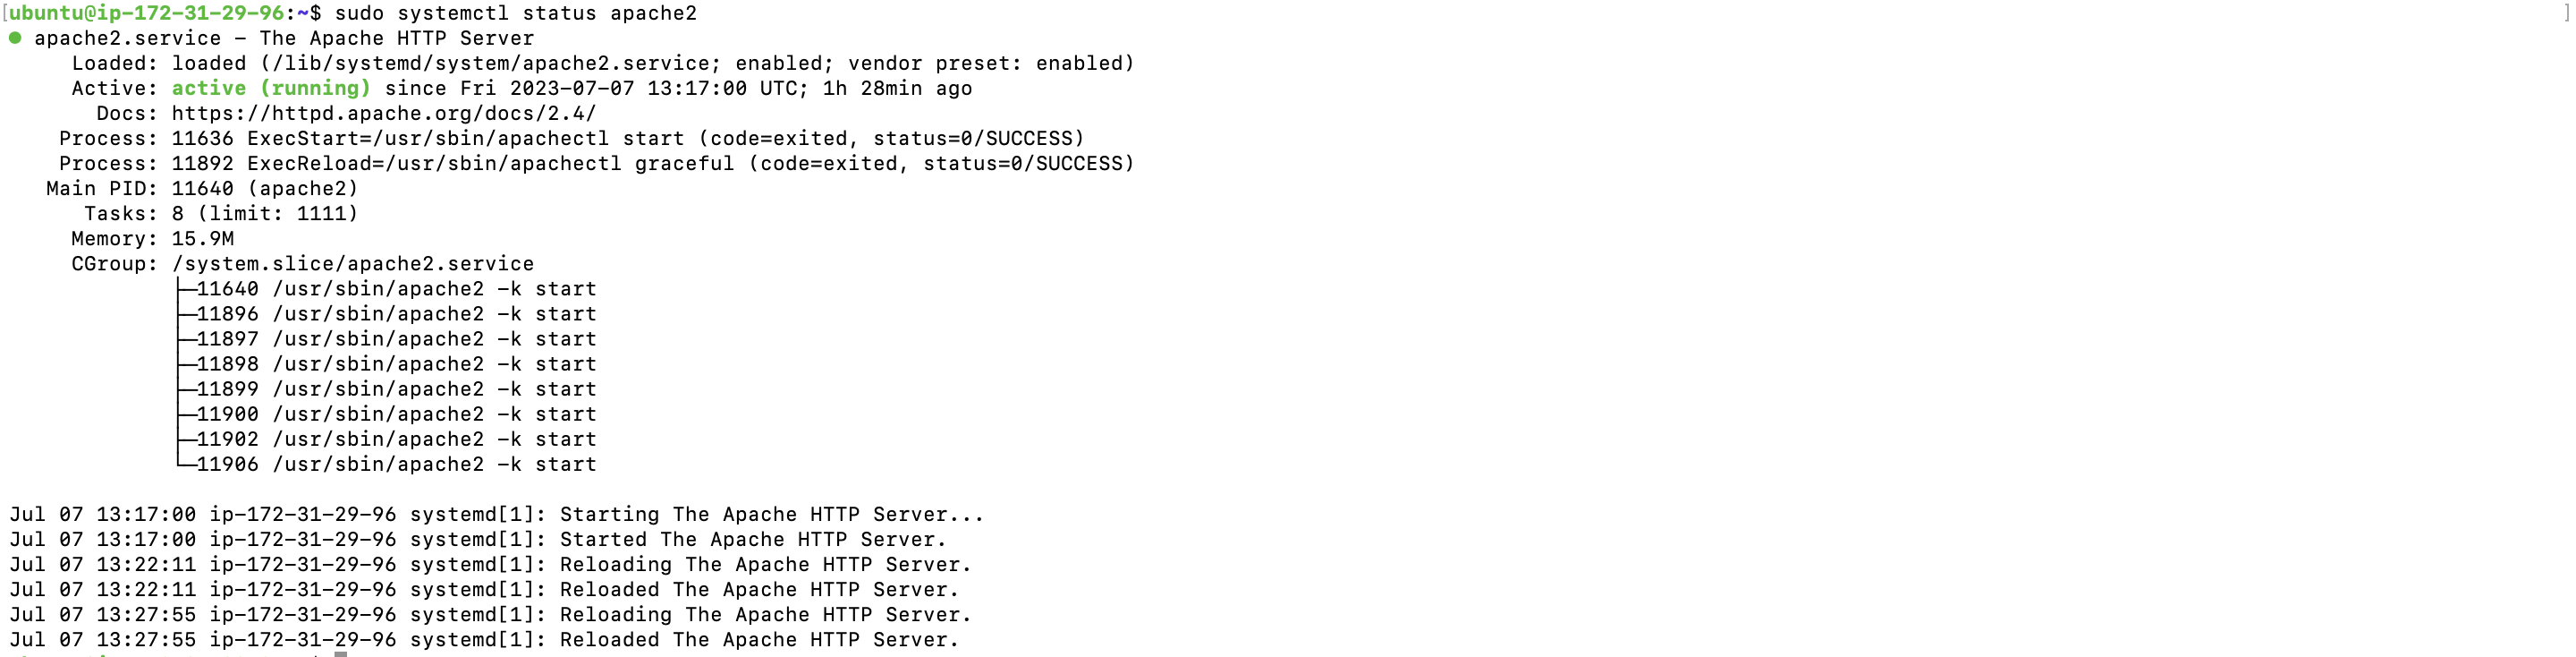 [ubuntu@ip-172-31-29-96:~$ sudo systemctl status apache2 ]
● apache2.service – The Apache HTTP Server
Loaded: loaded (/lib/systemd/system/apache2.service; enabled; vendor preset: enabled)
Active: active (running) since Fri 2023-07-07 13:17:00 UTC; 1h 28min ago
Docs: https://httpd.apache.org/docs/2.4/
Process: 11636 ExecStart=/usr/sbin/apachectl start (code=exited, status=0/SUCCESS)
Process: 11892 ExecReload=/usr/sbin/apachectl graceful (code=exited, status=0/SUCCESS)
Main PID: 11640 (apache2)
Tasks: 8 (limit: 1111)
Memory: 15.9M
CGroup: /system.slice/apache2.service
├─11640 /usr/sbin/apache2 -k start
├─11896 /usr/sbin/apache2 -k start
├─11897 /usr/sbin/apache2 -k start
├─11898 /usr/sbin/apache2 -k start
├─11899 /usr/sbin/apache2 -k start
├─11900 /usr/sbin/apache2 -k start
├─11902 /usr/sbin/apache2 -k start
└─11906 /usr/sbin/apache2 -k start
Jul 07 13:17:00 ip-172-31-29-96 systemd[1]: Starting The Apache HTTP Server...
Jul 07 13:17:00 ip-172-31-29-96 systemd[1]: Started The Apache HTTP Server.
Jul 07 13:22:11 ip-172-31-29-96 systemd[1]: Reloading The Apache HTTP Server.
Jul 07 13:22:11 ip-172-31-29-96 systemd[1]: Reloaded The Apache HTTP Server.
Jul 07 13:27:55 ip-172-31-29-96 systemd[1]: Reloading The Apache HTTP Server.
Jul 07 13:27:55 ip-172-31-29-96 systemd[1]: Reloaded The Apache HTTP Server.